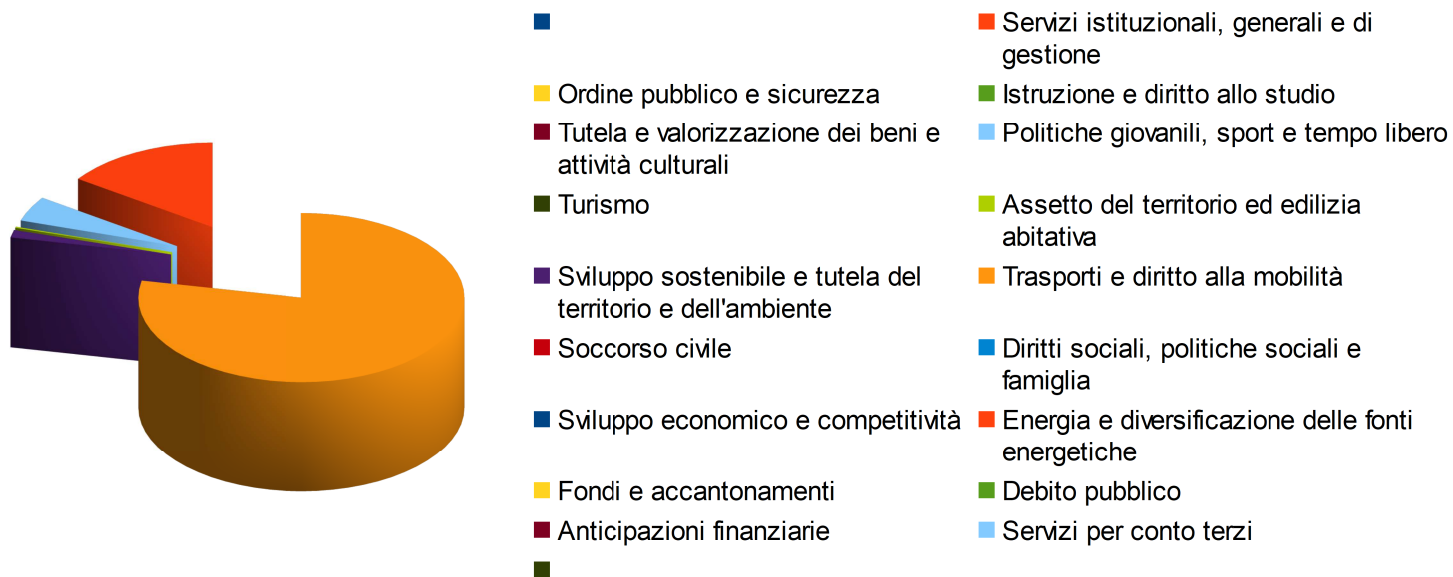 Servizi istituzionali, generali e di
gestione
Ordine pubblico e sicurezza
Istruzione e diritto allo studio
Tutela e valorizzazione dei beni e
attività culturali
Politiche giovanili, sport e tempo libero
Turismo
Assetto del territorio ed edilizia
abitativa
Sviluppo sostenibile e tutela del
territorio e dell'ambiente
Trasporti e diritto alla mobilità
Soccorso civile
Diritti sociali, politiche sociali e
famiglia
Sviluppo economico e competitività
Energia e diversificazione delle fonti
energetiche
Fondi e accantonamenti
Debito pubblico
Anticipazioni finanziarie
Servizi per conto terzi